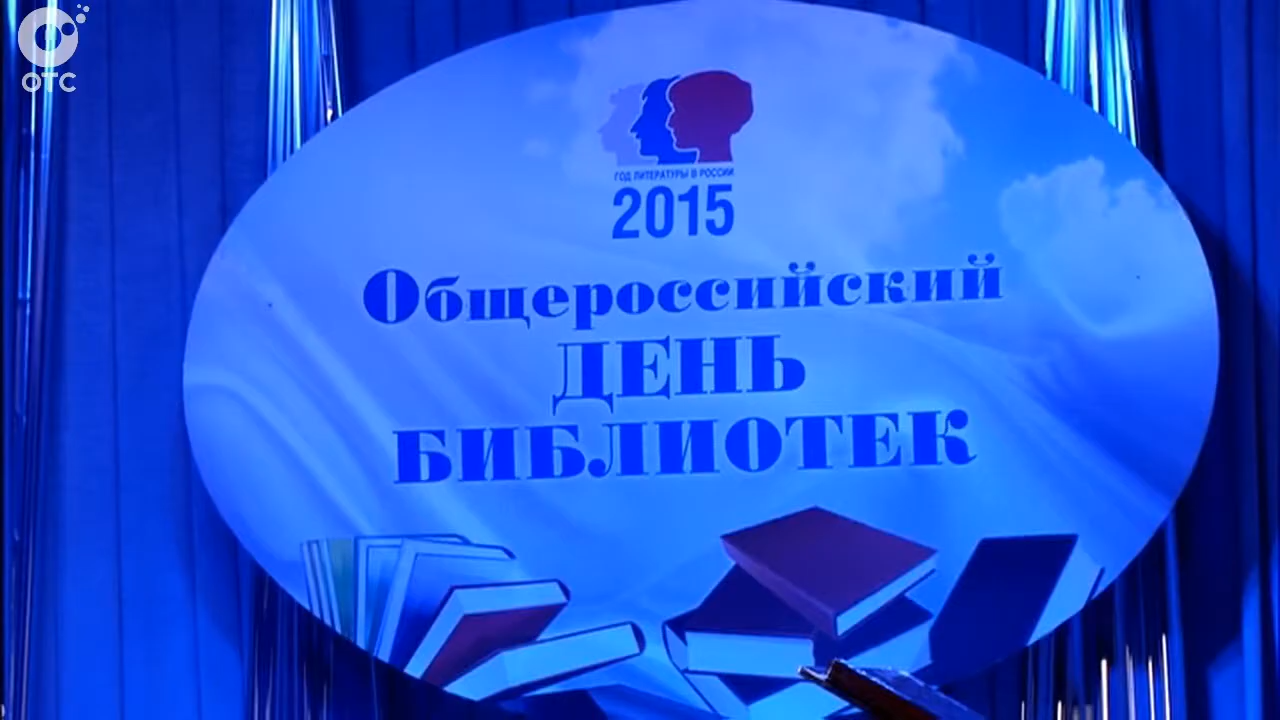 ОТС
ГОД ЛИТЕРАТУРЫ В РОССИИ
2015
Общероссийский
ДЕНЬ
БИБЛИОТЕК